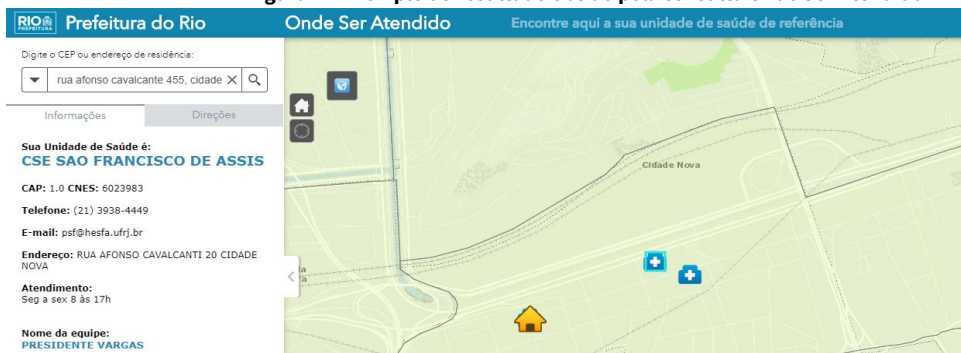 RIO PREFEITURA Prefeitura do Rio Onde Ser Atendido Encontre aqui a sua unidade de saúde de referência
Digite o CEP ou endereço de residência:
rua afonso cavalcante 455, cidade
Informações Direções
Sua Unidade de Saúde é:
CSE SAO FRANCISCO DE ASSIS
CAP: 1.0 CNES: 6023983
Telefone: (21) 3938-4449
E-mail: psf@hesfa.ufrj.br
Endereço: RUA AFONSO CAVALCANTI 20 CIDADE
NOVA
Atendimento:
Seg a sex 8 às 17h
Nome da equipe:
PRESIDENTE VARGAS
Cidade Nova